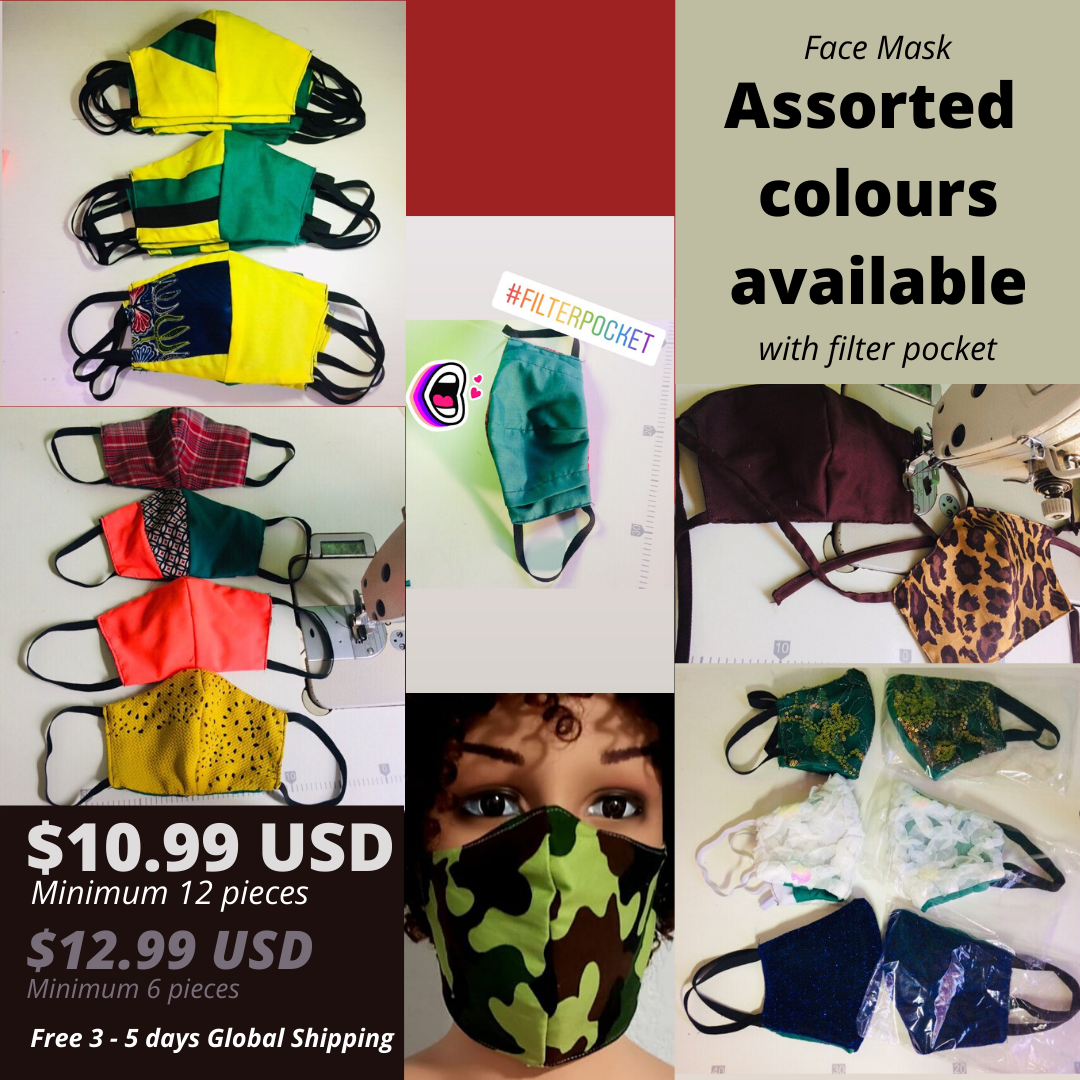 Face Mask
Assorted
colours
available
with filter pocket
#FILTERPOCKET
10
$10.99 USD
Minimum 12 pieces
$12.99 USD
Minimum 6 pieces
Free 3 - 5 days Global Shipping